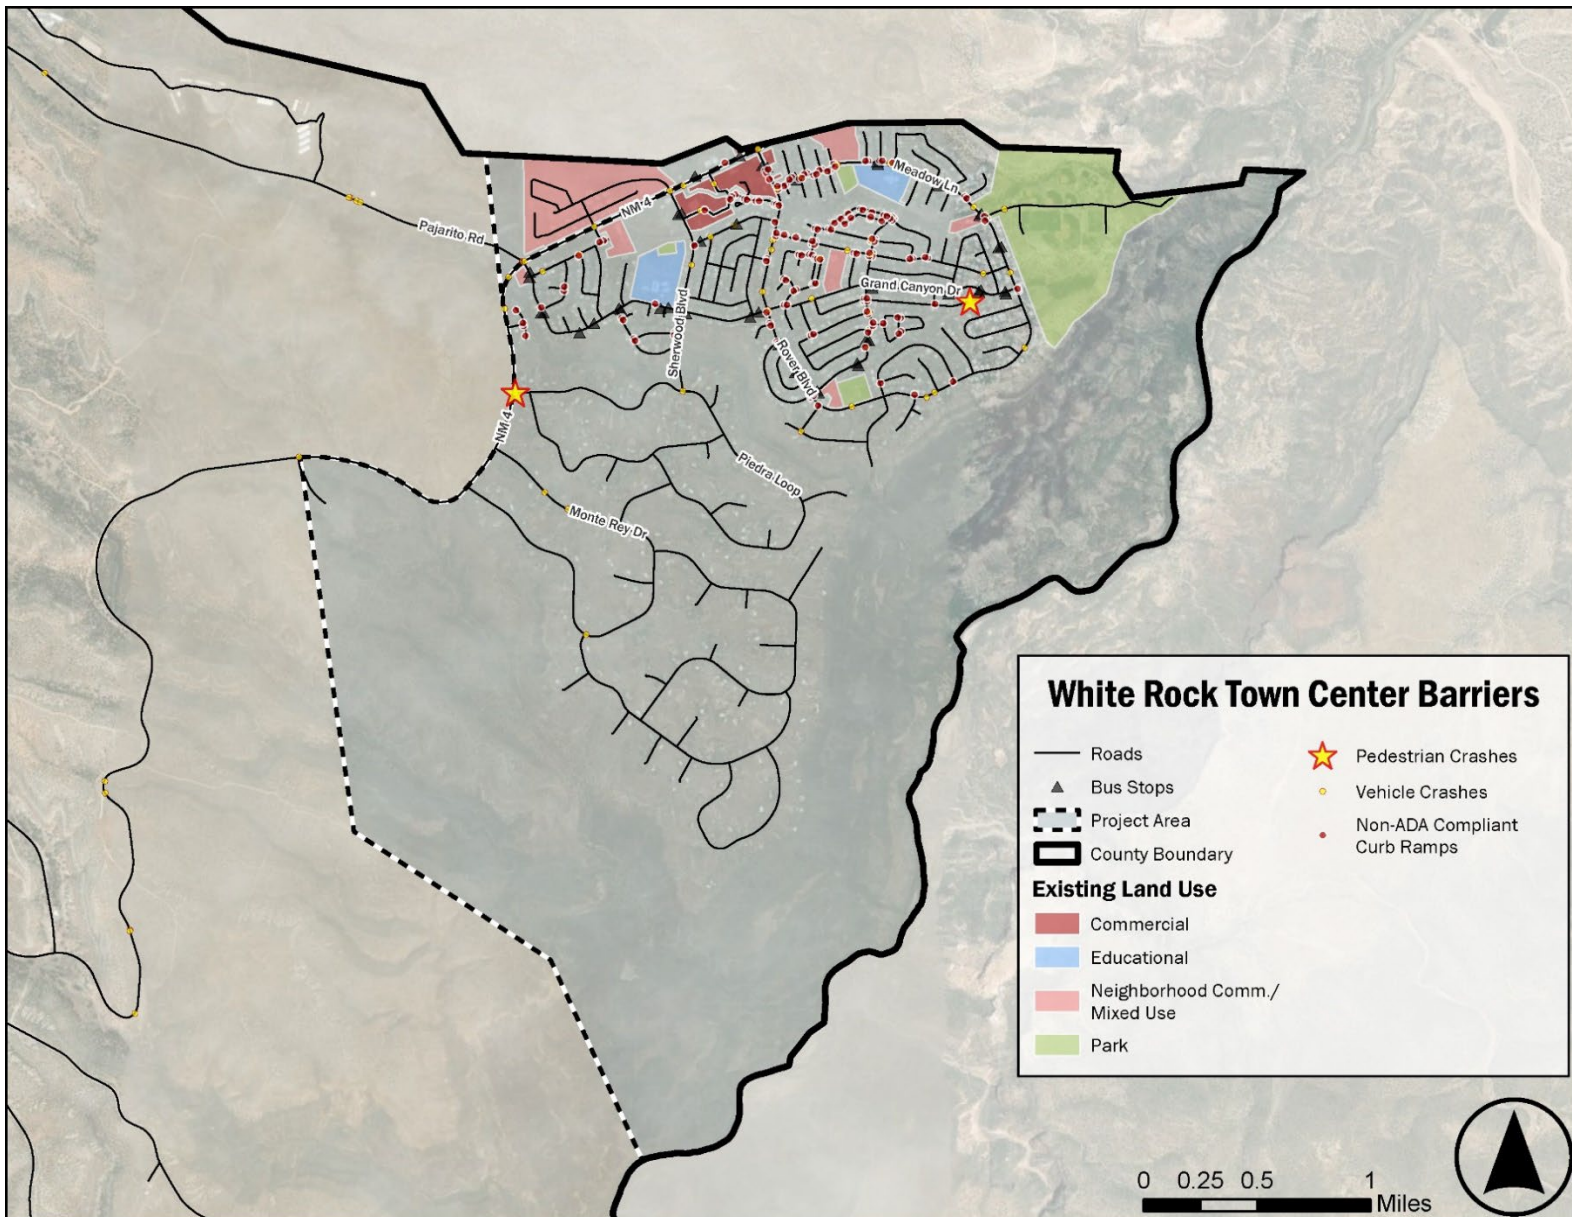 Meadow Ln
NM 4
Pajarito Rd
Grand Canyon Dr
Sherwood Blvd
Rover Blvd
NM 4
Piedra Loop
Monte Rey Dr
White Rock Town Center Barriers
Roads
Bus Stops
Project Area
County Boundary
Pedestrian Crashes
Vehicle Crashes
Non-ADA Compliant
Curb Ramps
Existing Land Use
Commercial
Educational
Neighborhood Comm./
Mixed Use
Park
0 0.25 0.5 1
Miles